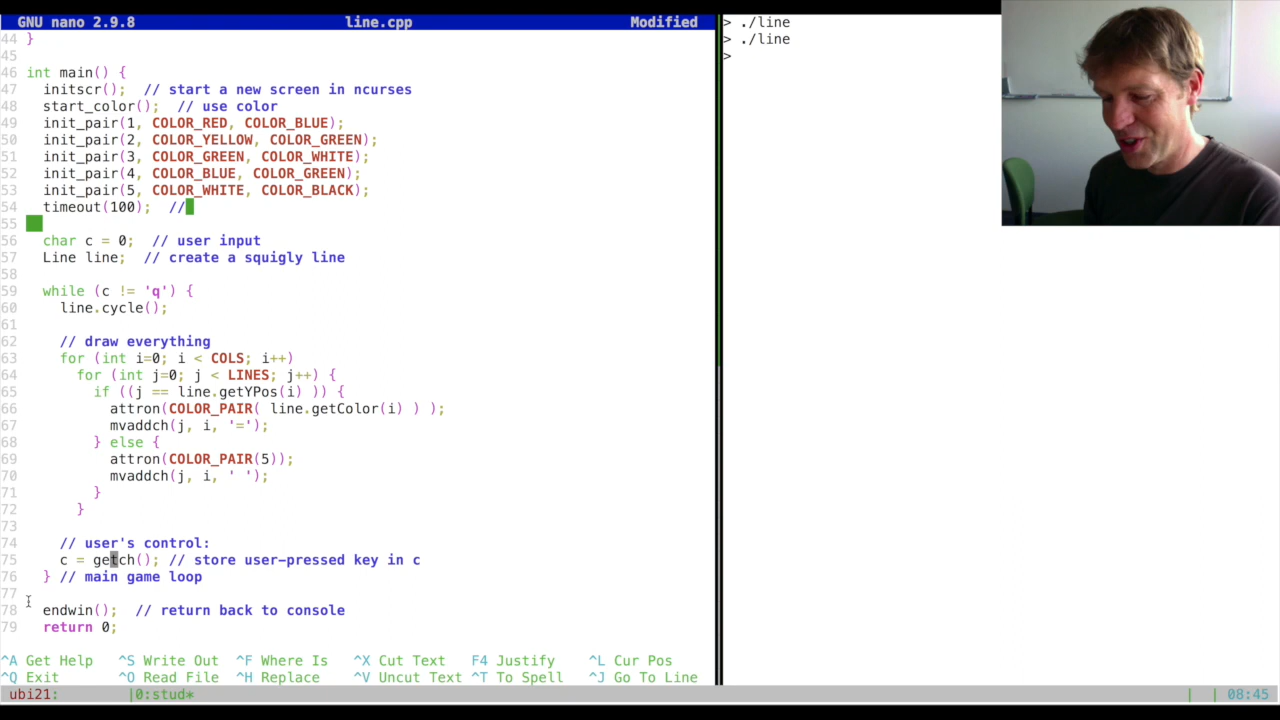 GNU nano 2.9.8 line.cpp Modified
44 }
45
46 int main() {
47 initscr(); // start a new screen in ncurses
48 start_color(); // use color
49 init_pair(1, COLOR_RED, COLOR_BLUE);
50 init_pair(2, COLOR_YELLOW, COLOR_GREEN);
51 init_pair(3, COLOR_GREEN, COLOR_WHITE);
52 init_pair(4, COLOR_BLUE, COLOR_GREEN);
53 init_pair(5, COLOR_WHITE, COLOR_BLACK);
54 timeout(100); //
55
56 char c = 0; // user input
57 Line line; // create a squigly line
58
59 while (c != 'q') {
60 line.cycle();
61
62 // draw everything
63 for (int i=0; i < COLS; i++)
64 for (int j=0; j < LINES; j++) {
65 if ((j == line.getYPos(i) )) {
66 attron(COLOR_PAIR( line.getColor(i) ) );
67 mvaddch(j, i, '=');
68 } else {
69 attron(COLOR_PAIR(5));
70 mvaddch(j, i, ' ');
71 }
72 }
73
74 // user's control:
75 c = getch(); // store user-pressed key in c
76 } // main game loop
77
78 endwin(); // return back to console
79 return 0;
^A Get Help ^S Write Out ^F Where Is ^X Cut Text F4 Justify ^L Cur Pos
^Q Exit ^O Read File ^H Replace ^V Uncut Text ^T To Spell ^J Go To Line
> ./line
> ./line
>
ubi21: |0:stud* | | 08:45